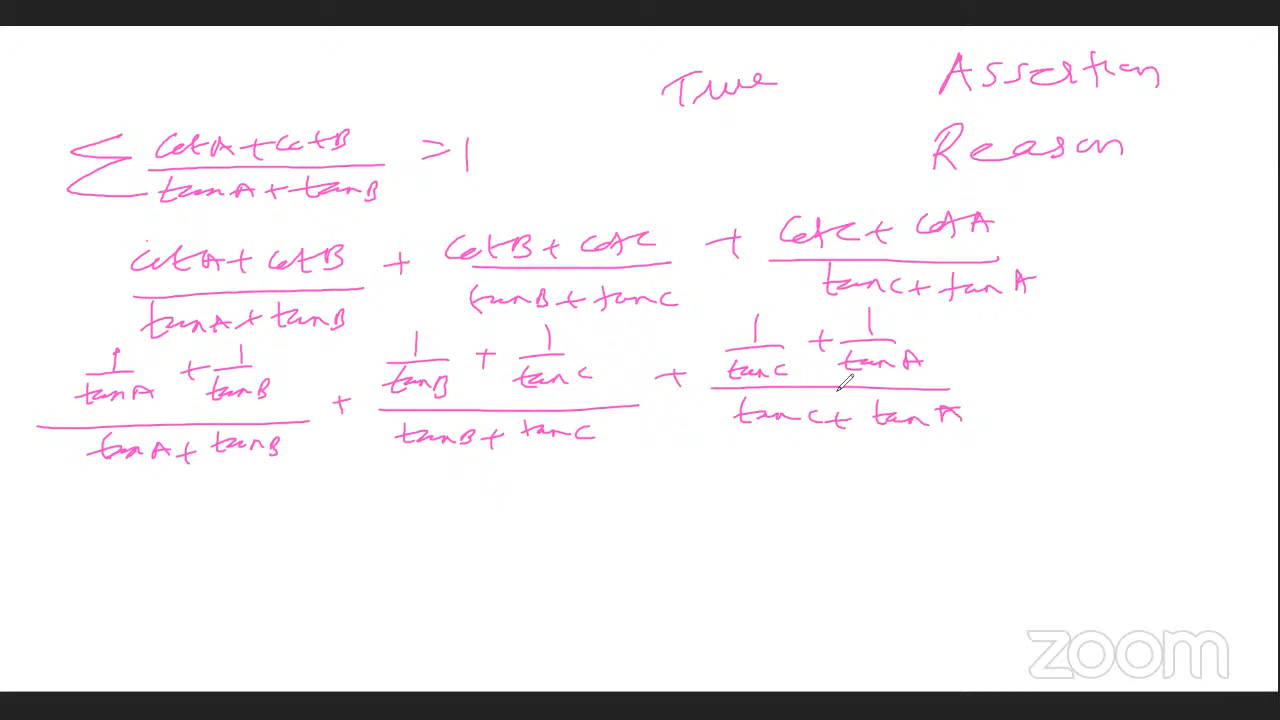 True Assertion
Reason
∑ (cotA + cotB)/(tanA + tanB) > 1
(cotA + cotB)/(tanA + tanB) + (cotB + cotC)/(tanB + tanC) + (cotC + cotA)/(tanC + tanA)
(1/tanA + 1/tanB)/(tanA + tanB) + (1/tanB + 1/tanC)/(tanB + tanC) + (1/tanC + 1/tanA)/(tanC + tanA)
zoom